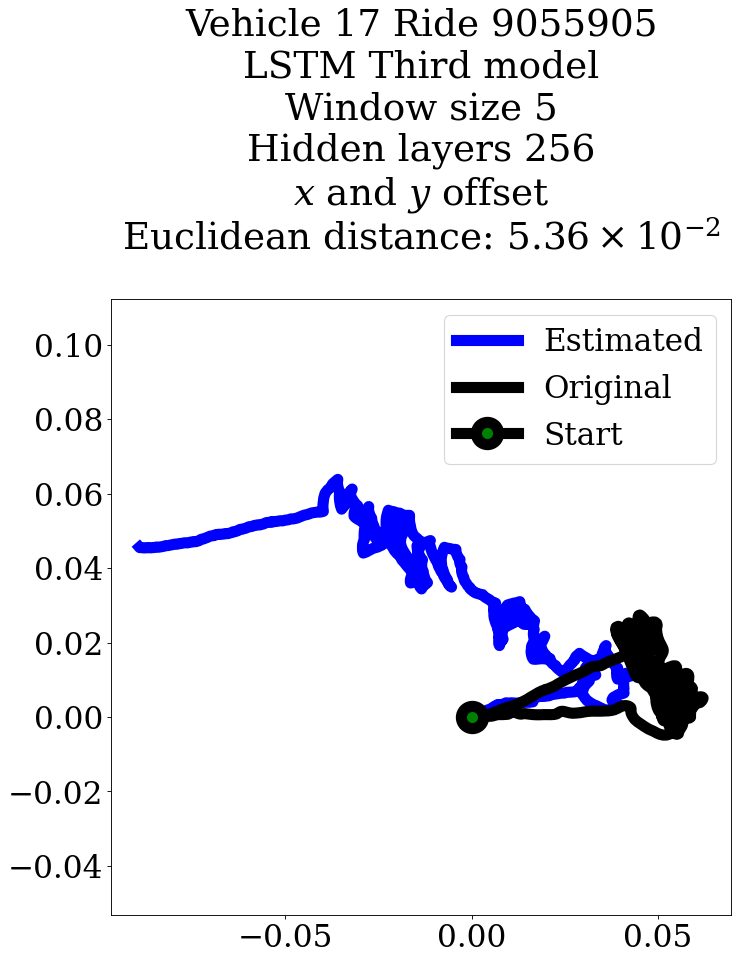 Vehicle 17 Ride 9055905
LSTM Third model
Window size 5
Hidden layers 256
x and y offset
Euclidean distance: 5.36 × 10⁻²
Estimated
Original
Start
0.10
0.08
0.06
0.04
0.02
0.00
−0.02
−0.04
−0.05
0.00
0.05